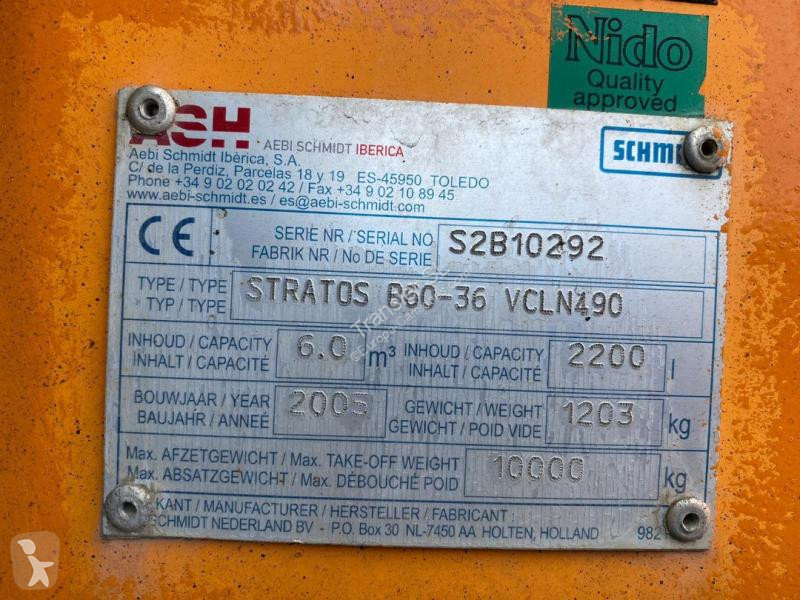 Nido
Quality
approved
ASH AEBI SCHMIDT IBERICA
Aebi Schmidt Ibèrica, S.A.
C/ de la Perdiz, Parcelas 18 y 19 ES-45950 TOLEDO
Phone +34 9 02 02 02 42 / Fax +34 9 02 10 89 45
www.aebi-schmidt.es / es@aebi-schmidt.com
CE
SERIE NR / SERIAL NO S2B10292
FABRIK NR / No DE SERIE
TYPE / TYPE STRATOS B60-36 VCLN490
TYP / TYPE
INHOUD / CAPACITY 6.0 m³ INHOUD / CAPACITY 2200 l
INHALT / CAPACITÉ INHALT / CAPACITÉ
BOUWJAAR / YEAR 2005 GEWICHT / WEIGHT 1203 kg
BAUJAHR / ANNEÉ GEWICHT / POID VIDE
Max. AFZETGEWICHT / Max. TAKE-OFF WEIGHT 10000 kg
Max. ABSATZGEWICHT / Max. DÉBOUCHÉ POID
KANT / MANUFACTURER / HERSTELLER / FABRICANT :
SCHMIDT NEDERLAND BV - P.O. Box 30 NL-7450 AA HOLTEN, HOLLAND 982